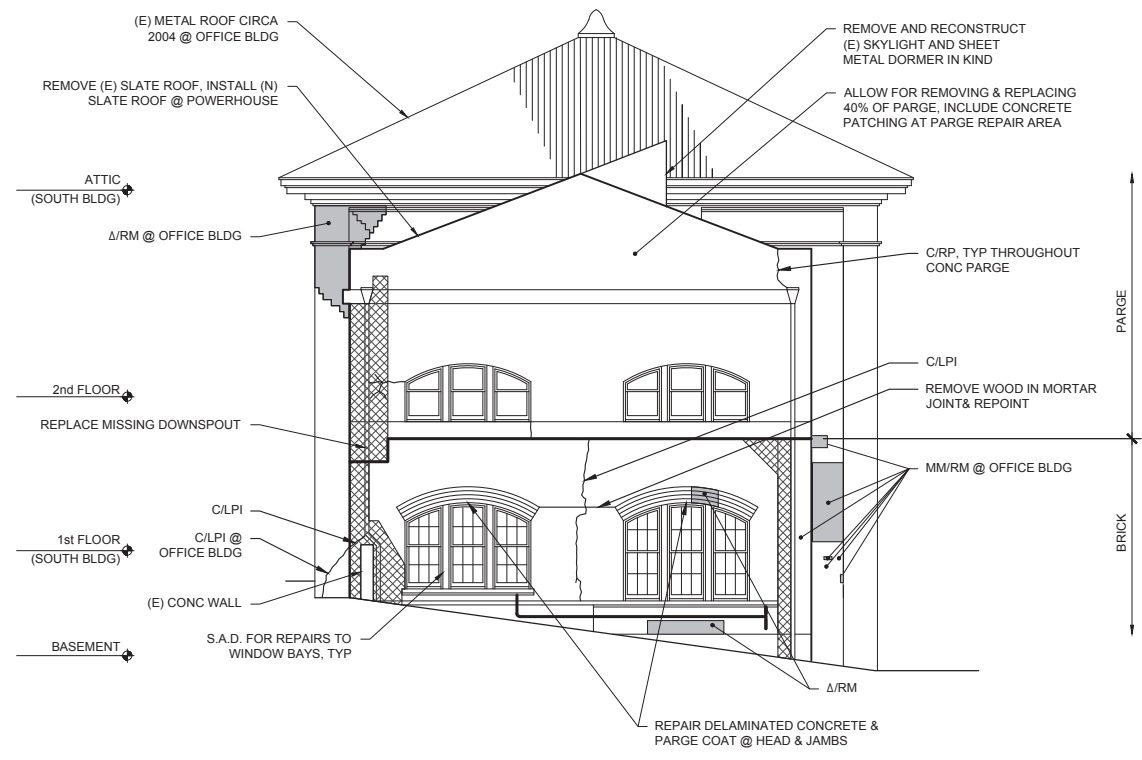 (E) METAL ROOF CIRCA
2004 @ OFFICE BLDG
REMOVE (E) SLATE ROOF, INSTALL (N)
SLATE ROOF @ POWERHOUSE
ATTIC
(SOUTH BLDG)
Δ/RM @ OFFICE BLDG
2nd FLOOR
REPLACE MISSING DOWNSPOUT
C/LPI
1st FLOOR
(SOUTH BLDG)
C/LPI @
OFFICE BLDG
(E) CONC WALL
BASEMENT
S.A.D. FOR REPAIRS TO
WINDOW BAYS, TYP
REMOVE AND RECONSTRUCT
(E) SKYLIGHT AND SHEET
METAL DORMER IN KIND
ALLOW FOR REMOVING & REPLACING
40% OF PARGE, INCLUDE CONCRETE
PATCHING AT PARGE REPAIR AREA
C/RP, TYP THROUGHOUT
CONC PARGE
PARGE
C/LPI
REMOVE WOOD IN MORTAR
JOINT& REPOINT
MM/RM @ OFFICE BLDG
BRICK
Δ/RM
REPAIR DELAMINATED CONCRETE &
PARGE COAT @ HEAD & JAMBS